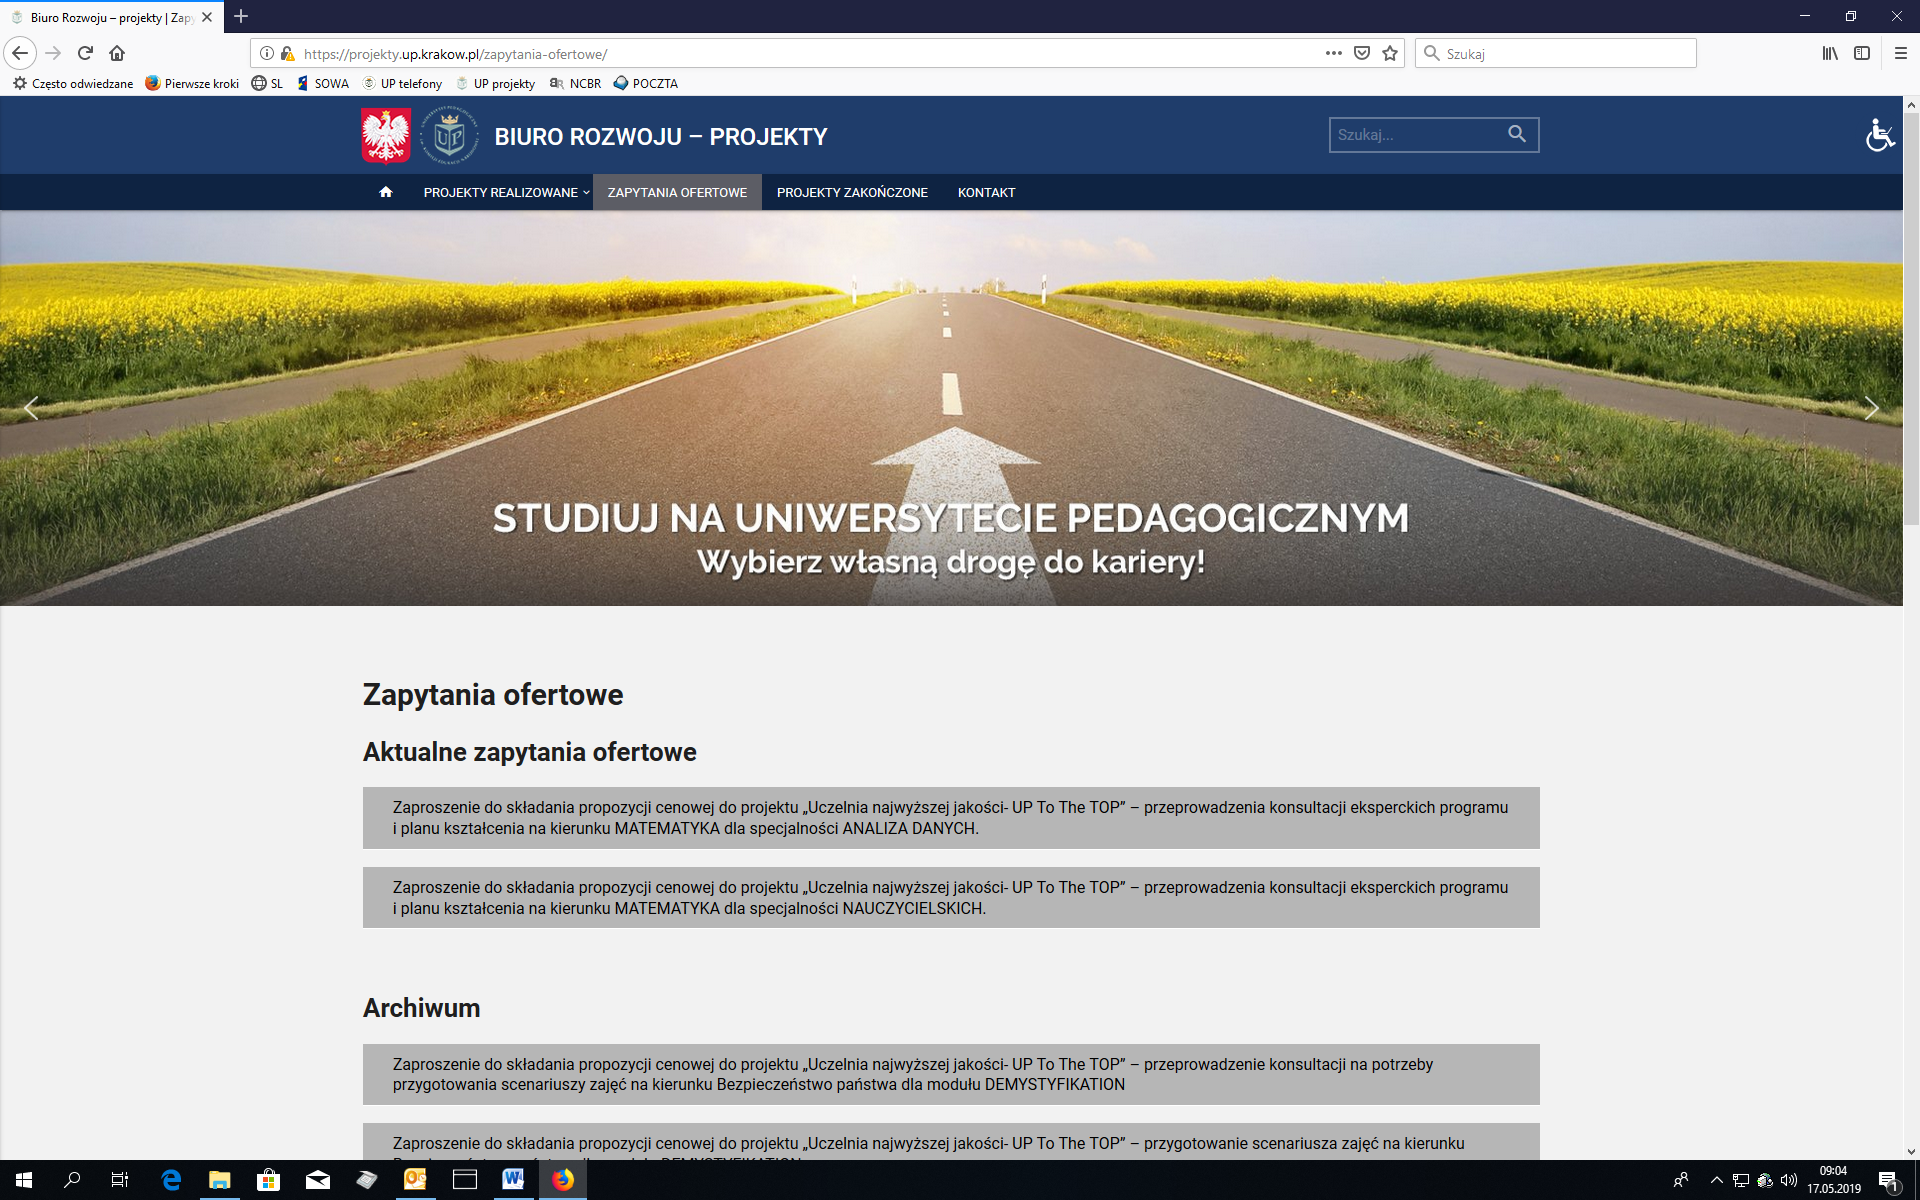 Biuro Rozwoju – projekty | Zapy
https://projekty.up.krakow.pl/zapytania-ofertowe/
Szukaj
Często odwiedzane
Pierwsze kroki
SL
SOWA
UP telefony
UP projekty
NCBR
POCZTA
BIURO ROZWOJU – PROJEKTY
Szukaj...
PROJEKTY REALIZOWANE
ZAPYTANIA OFERTOWE
PROJEKTY ZAKOŃCZONE
KONTAKT
STUDIUJ NA UNIWERSYTECIE PEDAGOGICZNYM
Wybierz własną drogę do kariery!
Zapytania ofertowe
Aktualne zapytania ofertowe
Zaproszenie do składania propozycji cenowej do projektu „Uczelnia najwyższej jakości- UP To The TOP” – przeprowadzenia konsultacji eksperckich programu
i planu kształcenia na kierunku MATEMATYKA dla specjalności ANALIZA DANYCH.
Zaproszenie do składania propozycji cenowej do projektu „Uczelnia najwyższej jakości- UP To The TOP” – przeprowadzenia konsultacji eksperckich programu
i planu kształcenia na kierunku MATEMATYKA dla specjalności NAUCZYCIELSKICH.
Archiwum
Zaproszenie do składania propozycji cenowej do projektu „Uczelnia najwyższej jakości- UP To The TOP” – przeprowadzenie konsultacji na potrzeby
przygotowania scenariuszy zajęć na kierunku Bezpieczeństwo państwa dla modułu DEMYSTYFIKATION
Zaproszenie do składania propozycji cenowej do projektu „Uczelnia najwyższej jakości- UP To The TOP” – przygotowanie scenariusza zajęć na kierunku
09:04
17.05.2019
1